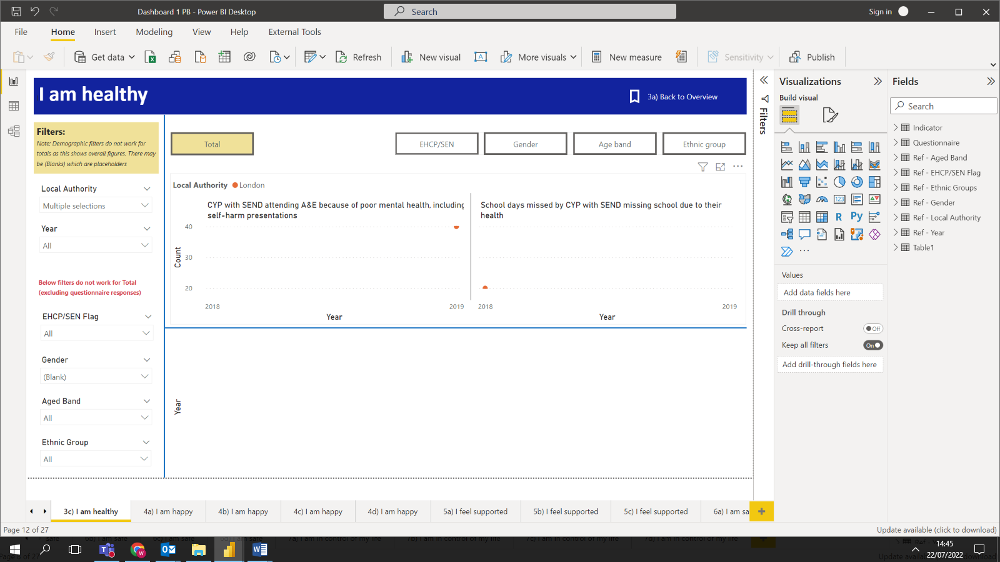 Dashboard 1 PB - Power BI Desktop
Search
Sign in
File
Home
Insert
Modeling
View
Help
External Tools
Get data
Refresh
New visual
More visuals
New measure
Sensitivity
Publish
I am healthy
3a) Back to Overview
Filters:
Note: Demographic filters do not work for
totals as this shows overall figures. There may
be (Blanks) which are placeholders
Local Authority
Multiple selections
Year
All
Below filters do not work for Total
(excluding questionnaire responses)
EHCP/SEN Flag
All
Gender
(Blank)
Aged Band
All
Ethnic Group
All
Total
EHCP/SEN
Gender
Age band
Ethnic group
Local Authority
London
CYP with SEND attending A&E because of poor mental health, including
self-harm presentations
School days missed by CYP with SEND missing school due to their
health
40
30
20
Count
2018
2019
2018
2019
Year
Year
Year
Filters
Visualizations
Build visual
123
R
Py
Values
Add data fields here
Drill through
Cross-report
Off
Keep all filters
On
Add drill-through fields here
Fields
Search
Indicator
Questionnaire
Ref - Aged Band
Ref - EHCP/SEN Flag
Ref - Ethnic Groups
Ref - Gender
Ref - Local Authority
Ref - Year
Table1
3c) I am healthy
4a) I am happy
4b) I am happy
4c) I am happy
4d) I am happy
5a) I feel supported
5b) I feel supported
5c) I feel supported
6a) I am sa
Page 12 of 27
Update available (click to download)
14:45
22/07/2022